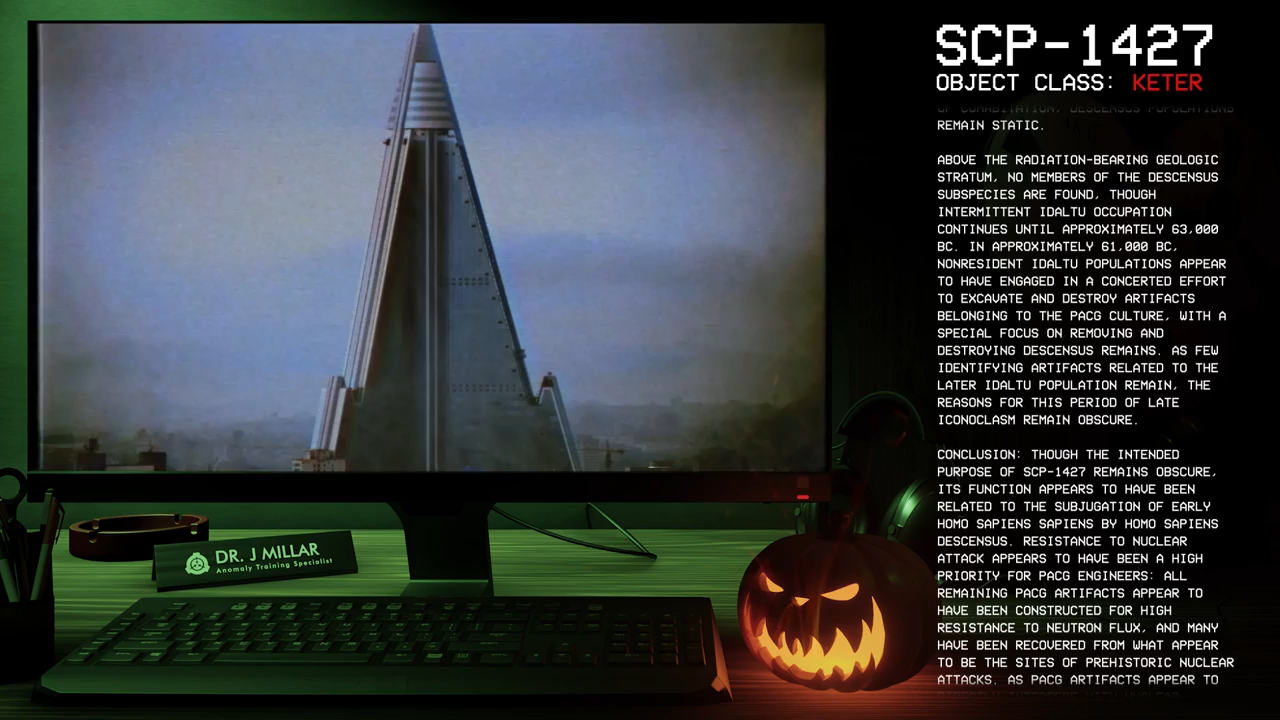 SCP-1427
OBJECT CLASS: KETER
OF COHABITATION, DESCENSUS POPULATIONS
REMAIN STATIC.
ABOVE THE RADIATION-BEARING GEOLOGIC
STRATUM, NO MEMBERS OF THE DESCENSUS
SUBSPECIES ARE FOUND, THOUGH
INTERMITTENT IDALTU OCCUPATION
CONTINUES UNTIL APPROXIMATELY 63,000
BC. IN APPROXIMATELY 61,000 BC,
NONRESIDENT IDALTU POPULATIONS APPEAR
TO HAVE ENGAGED IN A CONCERTED EFFORT
TO EXCAVATE AND DESTROY ARTIFACTS
BELONGING TO THE PACG CULTURE, WITH A
SPECIAL FOCUS ON REMOVING AND
DESTROYING DESCENSUS REMAINS. AS FEW
IDENTIFYING ARTIFACTS RELATED TO THE
LATER IDALTU POPULATION REMAIN, THE
REASONS FOR THIS PERIOD OF LATE
ICONOCLASM REMAIN OBSCURE.
CONCLUSION: THOUGH THE INTENDED
PURPOSE OF SCP-1427 REMAINS OBSCURE,
ITS FUNCTION APPEARS TO HAVE BEEN
RELATED TO THE SUBJUGATION OF EARLY
HOMO SAPIENS SAPIENS BY HOMO SAPIENS
DESCENSUS. RESISTANCE TO NUCLEAR
ATTACK APPEARS TO HAVE BEEN A HIGH
PRIORITY FOR PACG ENGINEERS: ALL
REMAINING PACG ARTIFACTS APPEAR TO
HAVE BEEN CONSTRUCTED FOR HIGH
RESISTANCE TO NEUTRON FLUX, AND MANY
HAVE BEEN RECOVERED FROM WHAT APPEAR
TO BE THE SITES OF PREHISTORIC NUCLEAR
ATTACKS. AS PACG ARTIFACTS APPEAR TO
DR. J MILLAR
Anomaly Training Specialist